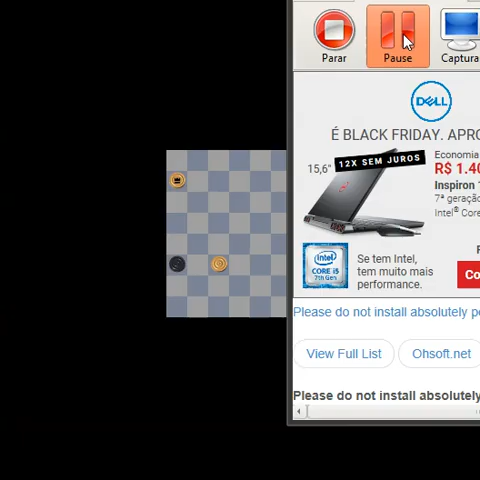 Parar
Pause
Captura
DELL
É BLACK FRIDAY. APRO
15,6"
12X SEM JUROS
Economia
R$ 1.40
Inspiron 1
7ª geração
Intel® Core
intel
CORE i5
7th Gen
Se tem Intel,
tem muito mais
performance.
Co
Please do not install absolutely
View Full List
Ohsoft.net
Please do not install absolutely